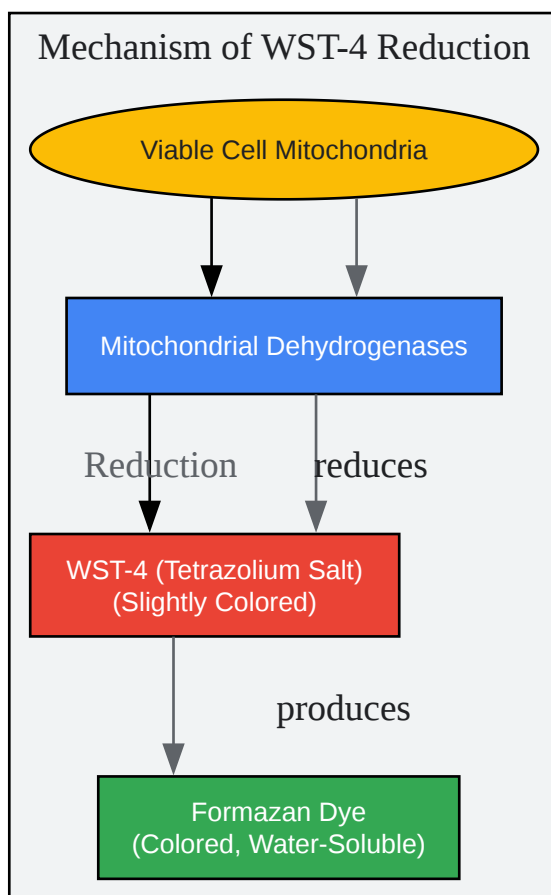 Mechanism of WST-4 Reduction
Viable Cell Mitochondria
Mitochondrial Dehydrogenases
Reduction
reduces
WST-4 (Tetrazolium Salt)
(Slightly Colored)
produces
Formazan Dye
(Colored, Water-Soluble)